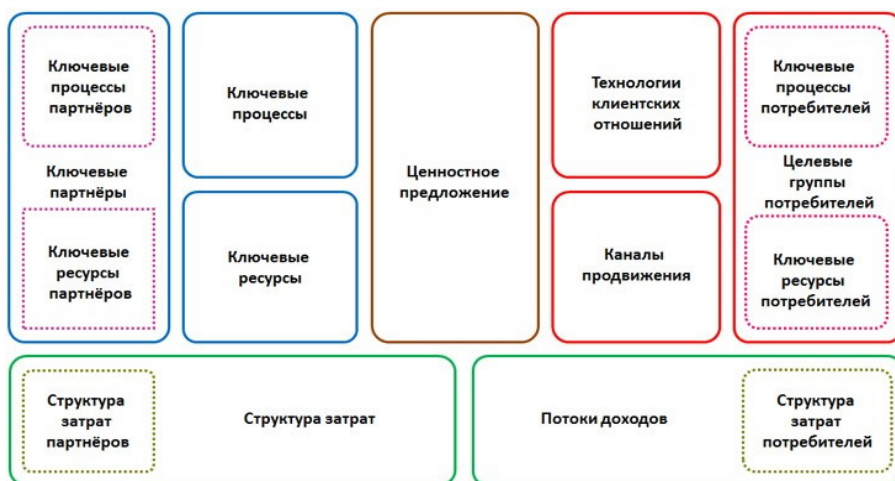 Ключевые
процессы
партнёров
Ключевые
партнёры
Ключевые
ресурсы
партнёров
Ключевые
процессы
Ключевые
ресурсы
Ценностное
предложение
Технологии
клиентских
отношений
Каналы
продвижения
Ключевые
процессы
потребителей
Целевые
группы
потребителей
Ключевые
ресурсы
потребителей
Структура
затрат
партнёров
Структура затрат
Потоки доходов
Структура
затрат
потребителей